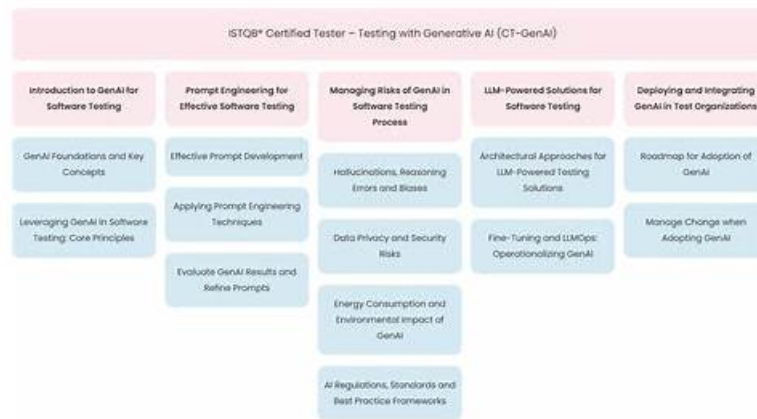 ISTQB® Certified Tester – Testing with Generative AI (CT-GenAI)
Introduction to GenAI for
Software Testing
GenAI Foundations and Key
Concepts
Leveraging GenAI in Software
Testing: Core Principles
Prompt Engineering for
Effective Software Testing
Effective Prompt Development
Applying Prompt Engineering
Techniques
Evaluate GenAI Results and
Refine Prompts
Managing Risks of GenAI in
Software Testing
Process
Hallucinations, Reasoning
Errors and Biases
Data Privacy and Security
Risks
Energy Consumption and
Environmental Impact of
GenAI
AI Regulations, Standards and
Best Practice Frameworks
LLM-Powered Solutions for
Software Testing
Architectural Approaches for
LLM-Powered Testing
Solutions
Fine-Tuning and LLMOps:
Operationalizing GenAI
Deploying and Integrating
GenAI in Test Organizations
Roadmap for Adoption of
GenAI
Manage Change when
Adopting GenAI